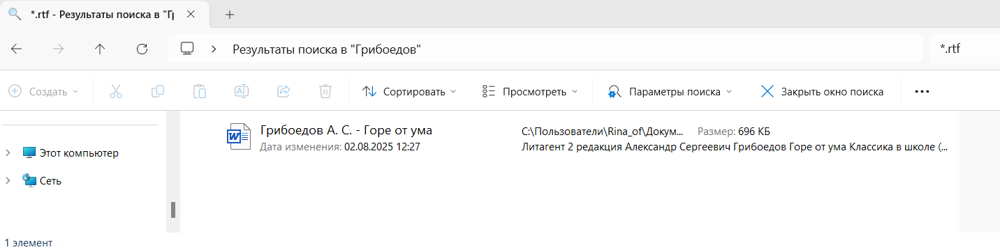 *.rtf - Результаты поиска в "Гр
Результаты поиска в "Грибоедов"
*.rtf
Создать
Сортировать
Просмотреть
Параметры поиска
Закрыть окно поиска
Грибоедов А. С. - Горе от ума
C:\Пользователи\Rina_of\Докум... Размер: 696 КБ
Дата изменения: 02.08.2025 12:27
Литагент 2 редакция Александр Сергеевич Грибоедов Горе от ума Классика в школе (...
Этот компьютер
Сеть
1 элемент